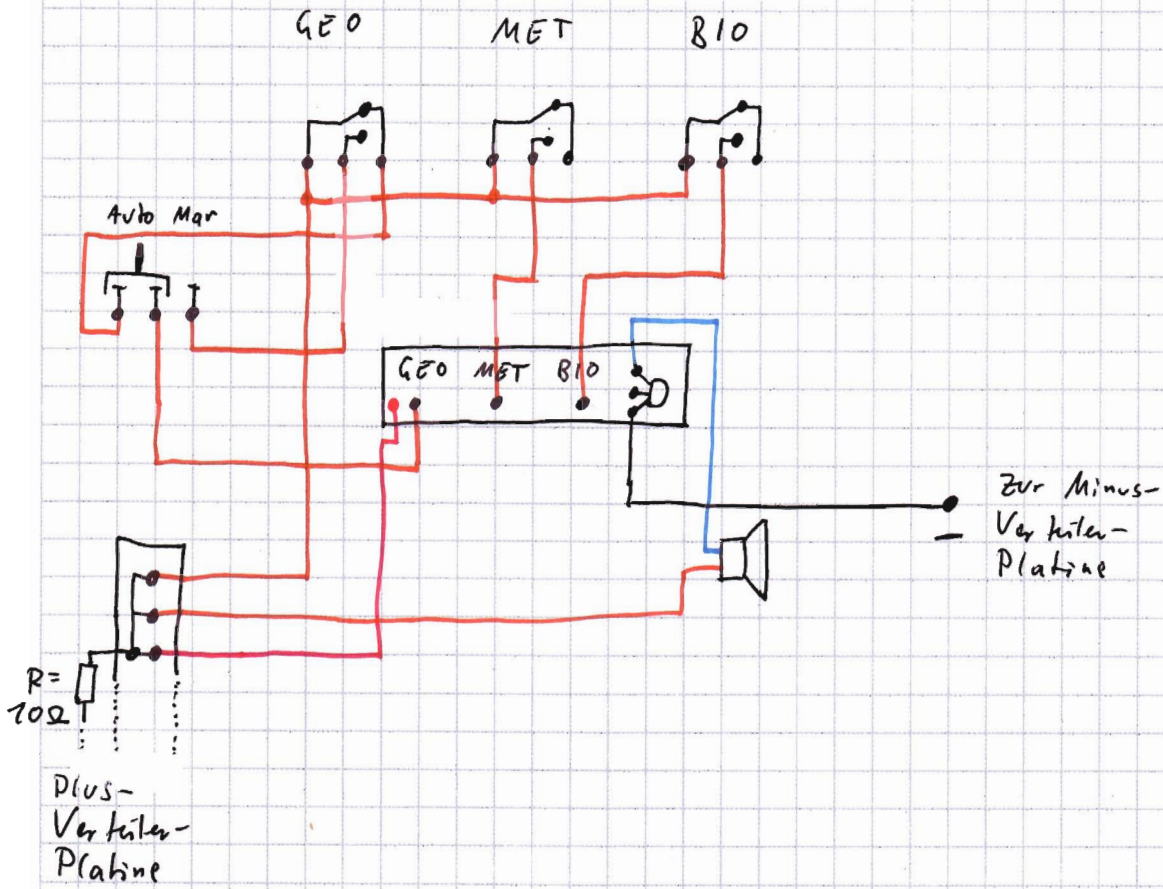 GEO MET BIO
Auto Man
GEO MET BIO
Zur Minus-
Verteiler-
Platine
R=
10Ω
Plus-
Verteiler-
Platine